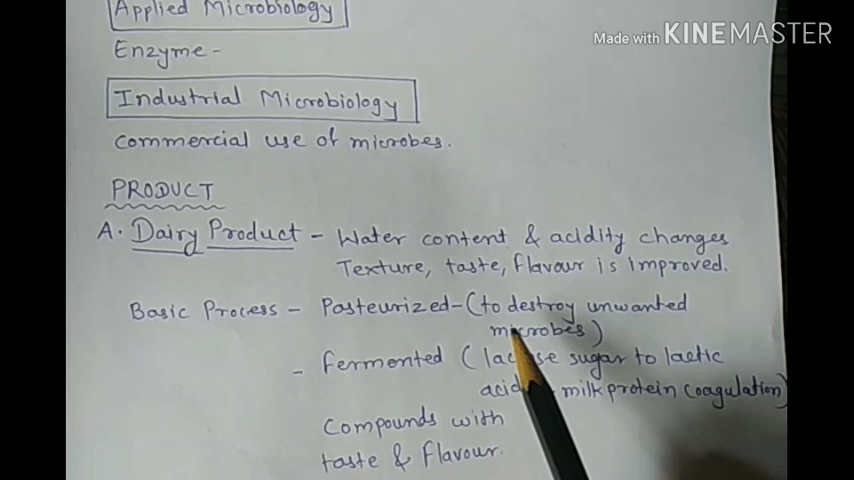 Applied Microbiology
Made with KINEMASTER
Enzyme -
Industrial Microbiology
Commercial use of microbes.
PRODUCT
A. Dairy Product - Water content & acidity changes
Texture, taste, flavour is improved.
Basic Process - Pasteurized - (to destroy unwanted
microbes)
- Fermented (lactose sugar to lactic
acid milk protein coagulation)
Compounds with
taste & flavour.